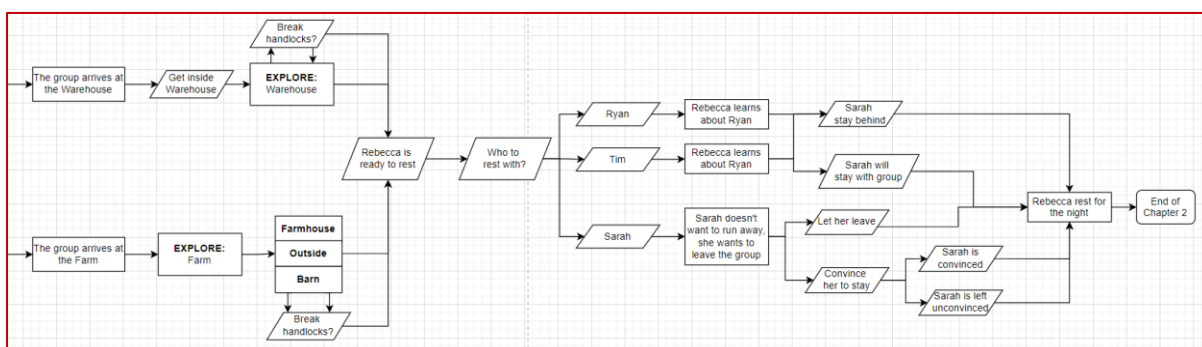 Break
handlocks?
The group arrives at
the Warehouse
Get inside
Warehouse
EXPLORE:
Warehouse
Rebecca is
ready to rest
Who to
rest with?
The group arrives at
the Farm
EXPLORE:
Farm
Farmhouse
Outside
Barn
Break
handlocks?
Ryan
Rebecca learns
about Ryan
Sarah
stay behind
Tim
Rebecca learns
about Ryan
Sarah will
stay with group
Sarah
Sarah doesn't
want to run away,
she wants to
leave the group
Let her leave
Convince
her to stay
Sarah is
convinced
Sarah is left
unconvinced
Rebecca rest for
the night
End of
Chapter 2